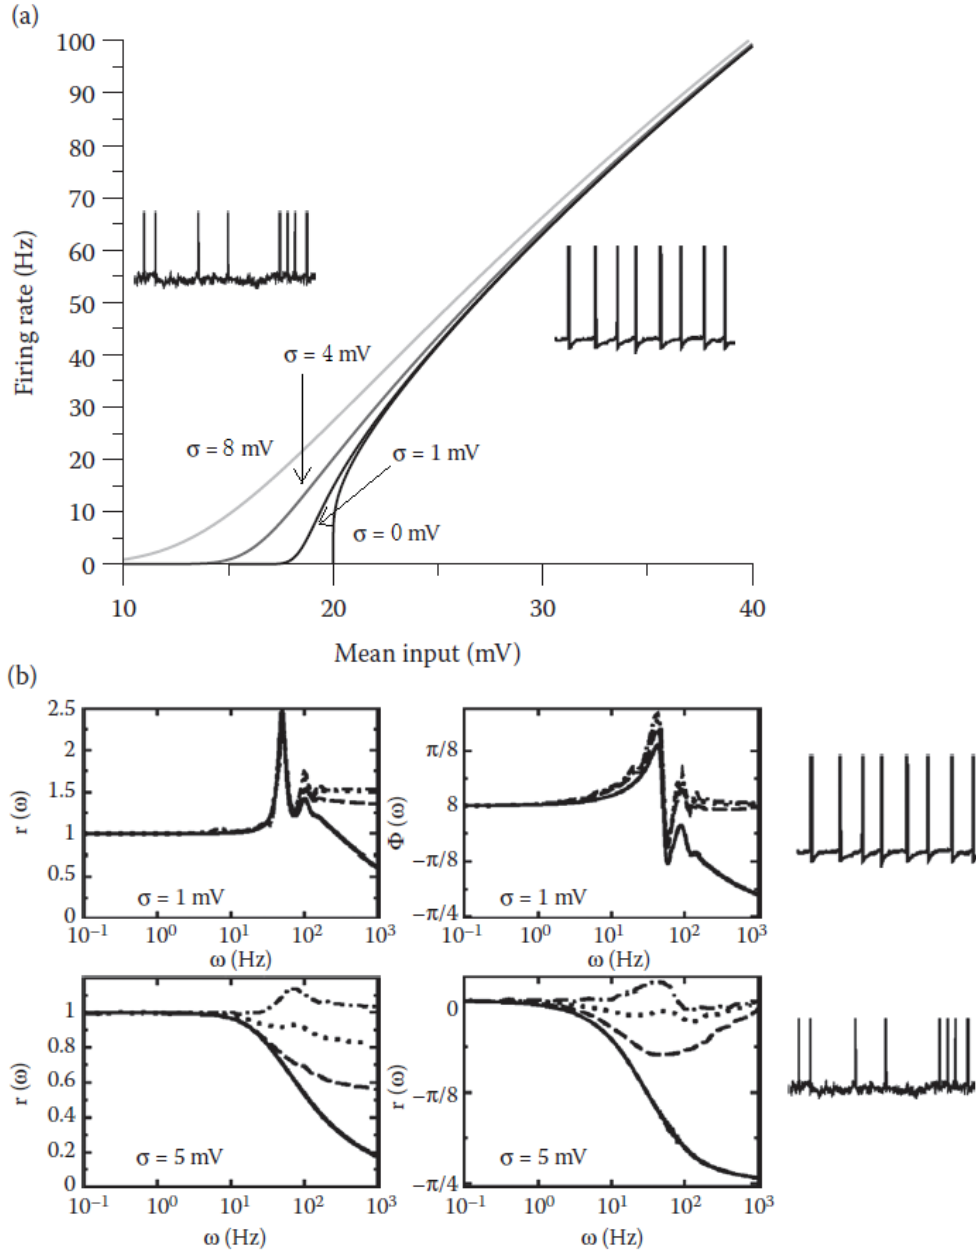 (a)
100
90
80
70
60
50
40
30
20
10
0
Firing rate (Hz)
σ = 4 mV
σ = 8 mV
σ = 1 mV
σ = 0 mV
10 20 30 40
Mean input (mV)
(b)
2.5
2
1.5
1
0.5
0
r (ω)
σ = 1 mV
10⁻¹ 10⁰ 10¹ 10² 10³
ω (Hz)
π/8
8
−π/8
−π/4
Φ (ω)
σ = 1 mV
10⁻¹ 10⁰ 10¹ 10² 10³
ω (Hz)
1
0.8
0.6
0.4
0.2
0
r (ω)
σ = 5 mV
10⁻¹ 10⁰ 10¹ 10² 10³
ω (Hz)
0
−π/8
−π/4
r (ω)
σ = 5 mV
10⁻¹ 10⁰ 10¹ 10² 10³
ω (Hz)